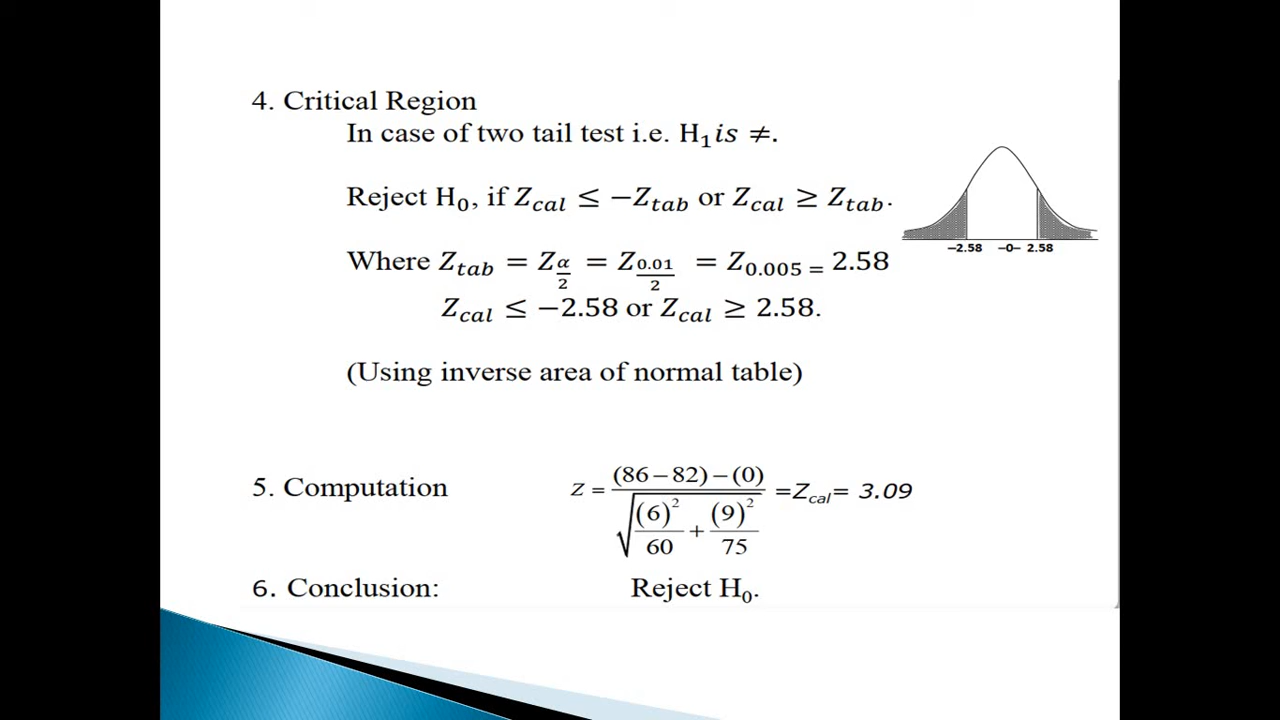 4. Critical Region
In case of two tail test i.e. H₁ is ≠.
Reject H₀, if Z_cal ≤ −Z_tab or Z_cal ≥ Z_tab.
Where Z_tab = Z_(α/2) = Z_(0.01/2) = Z_0.005 = 2.58
Z_cal ≤ −2.58 or Z_cal ≥ 2.58.
−2.58 −0− 2.58
(Using inverse area of normal table)
5. Computation Z = ((86 − 82) − (0)) / √((6)²/60 + (9)²/75) =Z_cal= 3.09
6. Conclusion: Reject H₀.